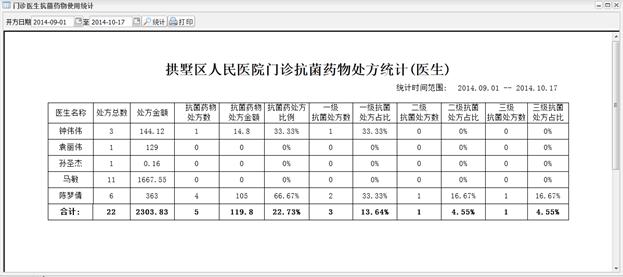 门诊医生抗菌药物使用统计
开方日期 2014-09-01 至 2014-10-17 统计 打印
拱墅区人民医院门诊抗菌药物处方统计(医生)
统计时间范围: 2014.09.01 -- 2014.10.17
医生名称 处方总数 处方金额 抗菌药物处方数 抗菌药物处方金额 抗菌药处方比例 一级抗菌处方数 一级抗菌处方占比 二级抗菌处方数 二级抗菌处方占比 三级抗菌处方数 三级抗菌处方占比
钟伟伟 3 144.12 1 14.8 33.33% 1 33.33% 0 0% 0 0%
袁丽伟 1 129 0 0 0% 0 0% 0 0% 0 0%
孙圣杰 1 0.16 0 0 0% 0 0% 0 0% 0 0%
马毅 11 1667.55 0 0 0% 0 0% 0 0% 0 0%
陈梦倩 6 363 4 105 66.67% 2 33.33% 1 16.67% 1 16.67%
合计: 22 2303.83 5 119.8 22.73% 3 13.64% 1 4.55% 1 4.55%